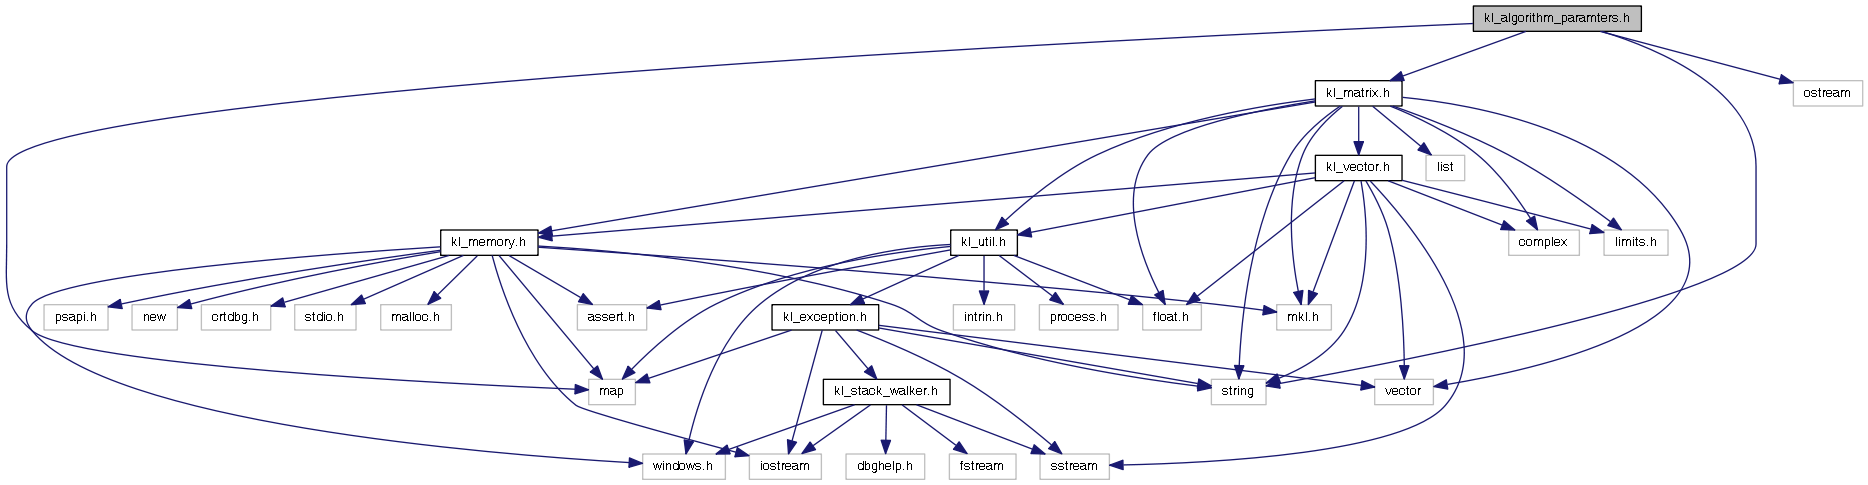 kl_algorithm_paramters.h
kl_matrix.h
ostream
kl_vector.h
list
kl_memory.h
kl_util.h
complex
limits.h
psapi.h
new
crtdbg.h
stdio.h
malloc.h
assert.h
kl_exception.h
intrin.h
process.h
float.h
mkl.h
map
kl_stack_walker.h
string
vector
windows.h
iostream
dbghelp.h
fstream
sstream